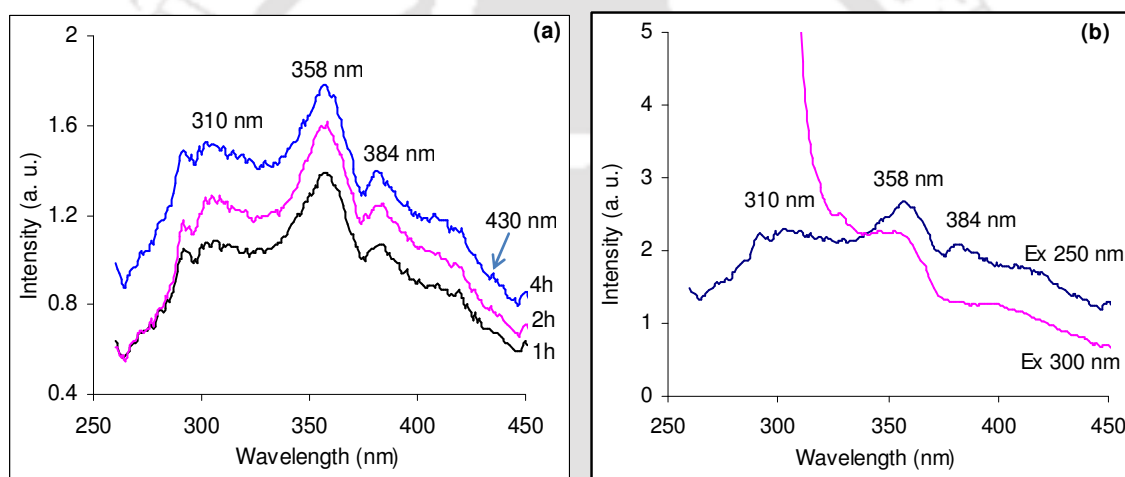 (a)
2
1.6
1.2
0.8
0.4
Intensity (a. u.)
310 nm
358 nm
384 nm
430 nm
4h
2h
1h
250 300 350 400 450
Wavelength (nm)
(b)
5
4
3
2
1
0
Intensity (a. u.)
310 nm
358 nm
384 nm
Ex 250 nm
Ex 300 nm
250 300 350 400 450
Wavelength (nm)